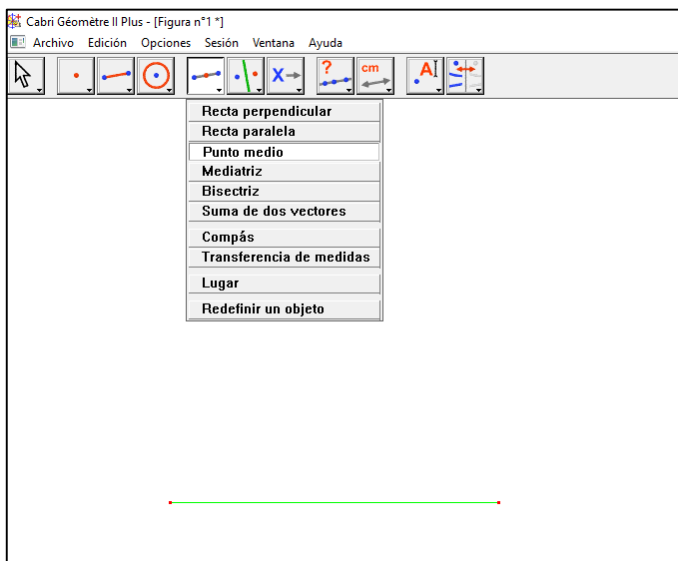 Cabri Géomètre II Plus - [Figura n°1 *]
Archivo Edición Opciones Sesión Ventana Ayuda
X ? cm A
Recta perpendicular
Recta paralela
Punto medio
Mediatriz
Bisectriz
Suma de dos vectores
Compás
Transferencia de medidas
Lugar
Redefinir un objeto